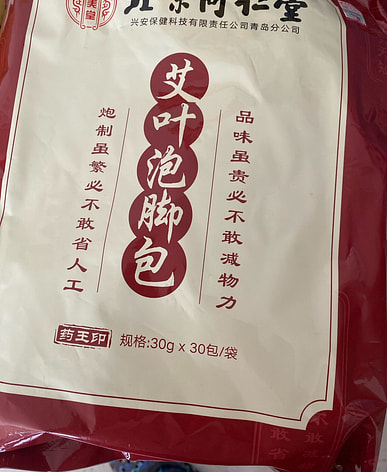 北京同仁堂
兴安保健科技有限责任公司青岛分公司
艾叶泡脚包
品味虽贵必不敢减物力
炮制虽繁必不敢省人工
药王印
规格:30g x 30包/袋